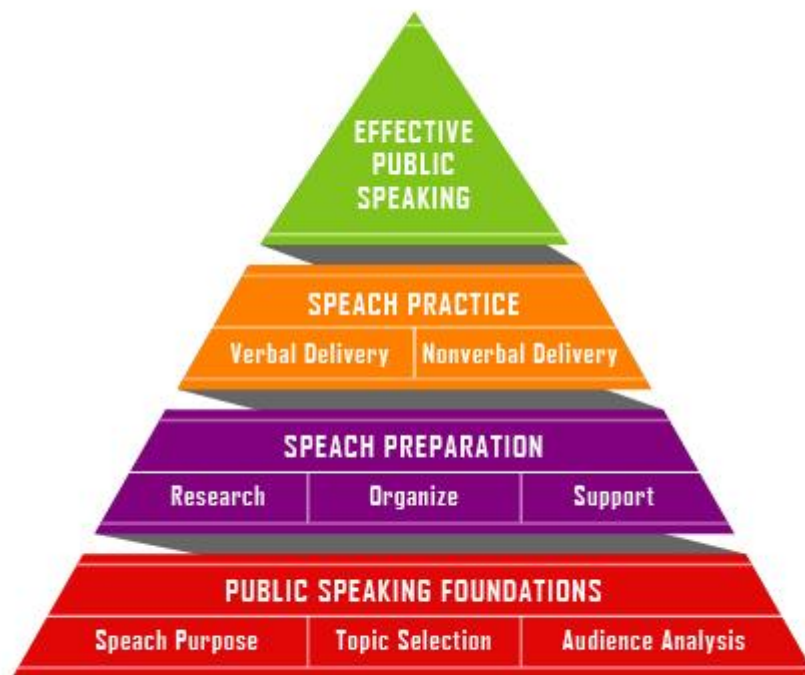 EFFECTIVE
PUBLIC
SPEAKING
SPEACH PRACTICE
Verbal Delivery Nonverbal Delivery
SPEACH PREPARATION
Research Organize Support
PUBLIC SPEAKING FOUNDATIONS
Speach Purpose Topic Selection Audience Analysis